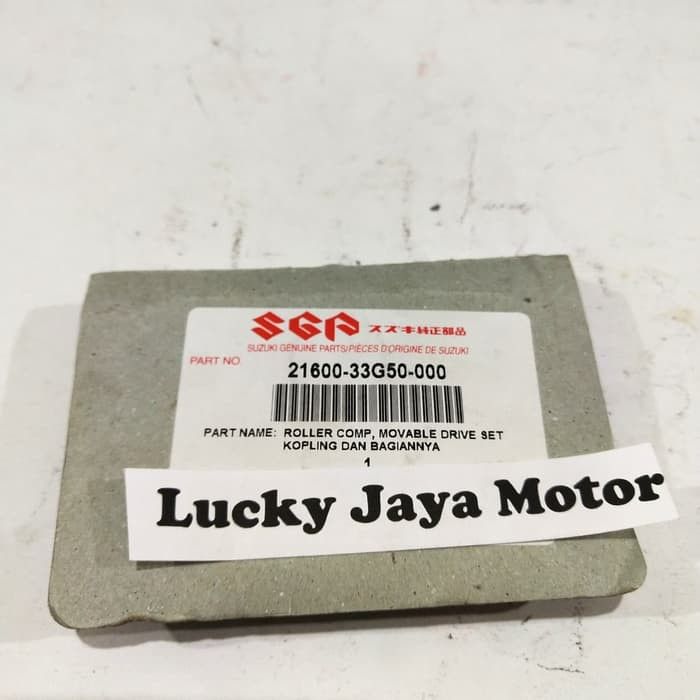 SGP スズキ純正部品
SUZUKI GENUINE PARTS/PIÈCES D'ORIGINE DE SUZUKI
PART NO. 21600-33G50-000
PART NAME: ROLLER COMP, MOVABLE DRIVE SET
KOPLING DAN BAGIANNYA
1
Lucky Jaya Motor